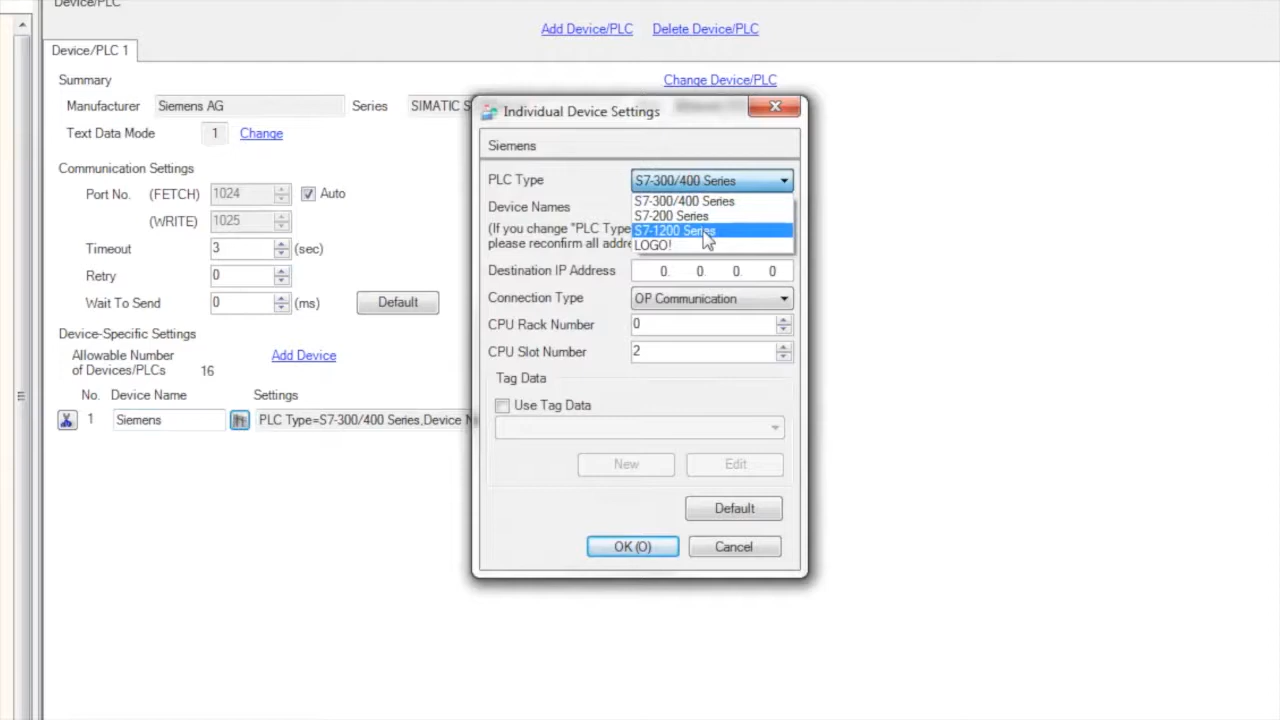 Device/PLC
Add Device/PLC Delete Device/PLC
Device/PLC 1
Summary Change Device/PLC
Manufacturer Siemens AG Series SIMATIC S
Text Data Mode 1 Change
Communication Settings
Port No. (FETCH) 1024 Auto
(WRITE) 1025
Timeout 3 (sec)
Retry 0
Wait To Send 0 (ms) Default
Device-Specific Settings
Allowable Number
of Devices/PLCs 16 Add Device
No. Device Name Settings
1 Siemens PLC Type=S7-300/400 Series,Device N
Individual Device Settings
Siemens
PLC Type S7-300/400 Series
S7-300/400 Series
Device Names S7-200 Series
(If you change "PLC Type S7-1200 Series
please reconfirm all addre LOGO!
Destination IP Address 0. 0. 0. 0
Connection Type OP Communication
CPU Rack Number 0
CPU Slot Number 2
Tag Data
Use Tag Data
New Edit
Default
OK (O) Cancel